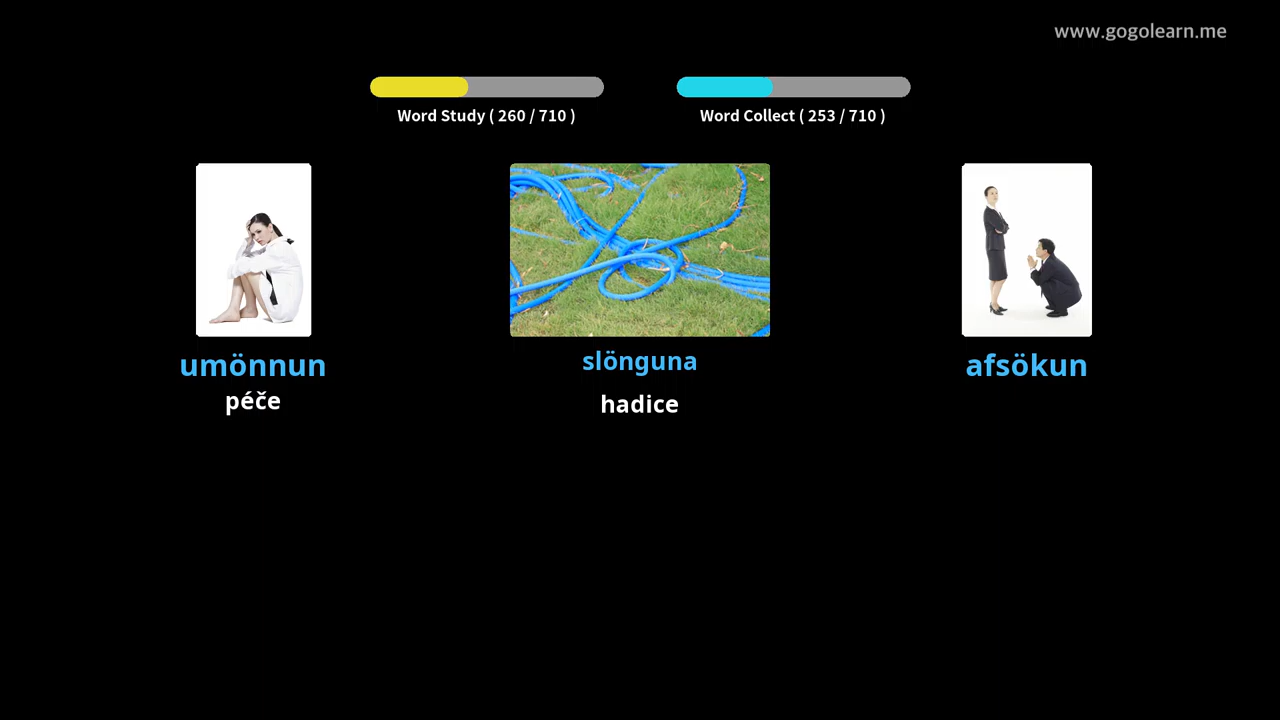 www.gogolearn.me
Word Study ( 260 / 710 )
Word Collect ( 253 / 710 )
umönnun
péče
slönguna
hadice
afsökun